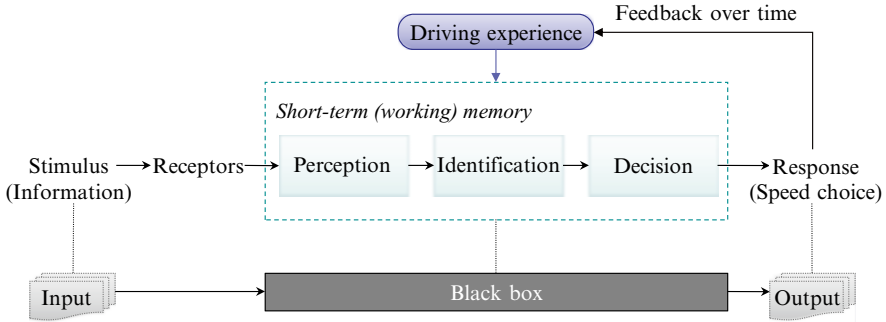 Feedback over time
Driving experience
Short-term (working) memory
Stimulus
(Information)
Receptors
Perception
Identification
Decision
Response
(Speed choice)
Input
Black box
Output